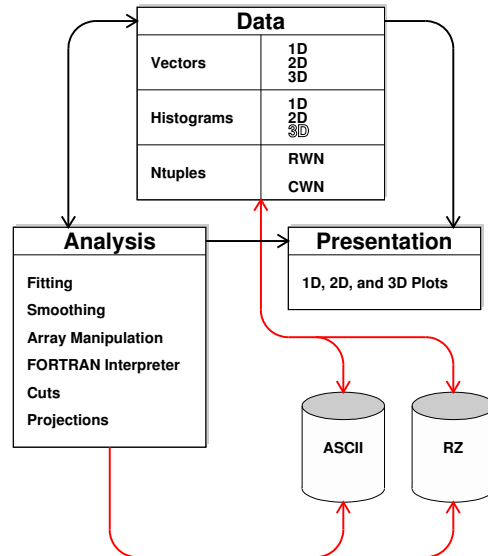 Data
Vectors
1D
2D
3D
Histograms
1D
2D
3D
Ntuples
RWN
CWN
Analysis
Fitting
Smoothing
Array Manipulation
FORTRAN Interpreter
Cuts
Projections
Presentation
1D, 2D, and 3D Plots
ASCII
RZ